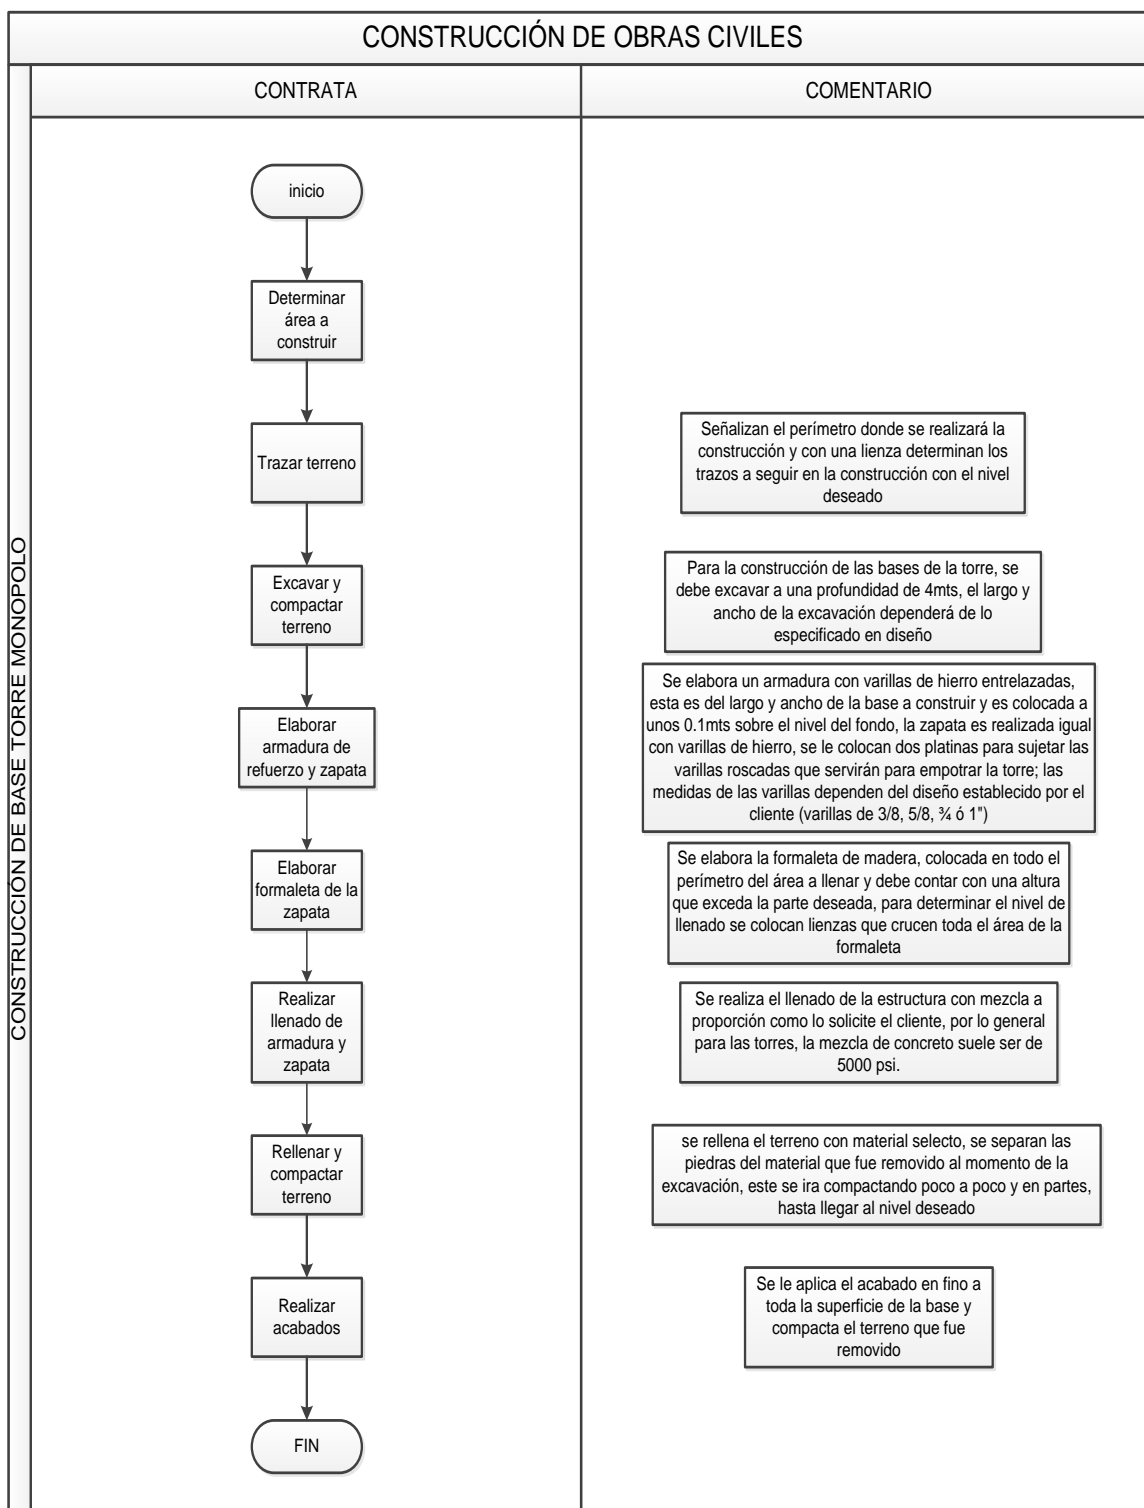 CONSTRUCCIÓN DE OBRAS CIVILES
CONSTRUCCIÓN DE BASE TORRE MONOPOLO
CONTRATA
COMENTARIO
inicio
Determinar
área a
construir
Trazar terreno
Señalizan el perímetro donde se realizará la
construcción y con una lienza determinan los
trazos a seguir en la construcción con el nivel
deseado
Excavar y
compactar
terreno
Para la construcción de las bases de la torre, se
debe excavar a una profundidad de 4mts, el largo y
ancho de la excavación dependerá de lo
especificado en diseño
Elaborar
armadura de
refuerzo y zapata
Se elabora un armadura con varillas de hierro entrelazadas,
esta es del largo y ancho de la base a construir y es colocada a
unos 0.1mts sobre el nivel del fondo, la zapata es realizada igual
con varillas de hierro, se le colocan dos platinas para sujetar las
varillas roscadas que servirán para empotrar la torre; las
medidas de las varillas dependen del diseño establecido por el
cliente (varillas de 3/8, 5/8, ¾ ó 1")
Elaborar
formaleta de la
zapata
Se elabora la formaleta de madera, colocada en todo el
perímetro del área a llenar y debe contar con una altura
que exceda la parte deseada, para determinar el nivel de
llenado se colocan lienzas que crucen toda el área de la
formaleta
Realizar
llenado de
armadura y
zapata
Se realiza el llenado de la estructura con mezcla a
proporción como lo solicite el cliente, por lo general
para las torres, la mezcla de concreto suele ser de
5000 psi.
Rellenar y
compactar
terreno
se rellena el terreno con material selecto, se separan las
piedras del material que fue removido al momento de la
excavación, este se ira compactando poco a poco y en partes,
hasta llegar al nivel deseado
Realizar
acabados
Se le aplica el acabado en fino a
toda la superficie de la base y
compacta el terreno que fue
removido
FIN